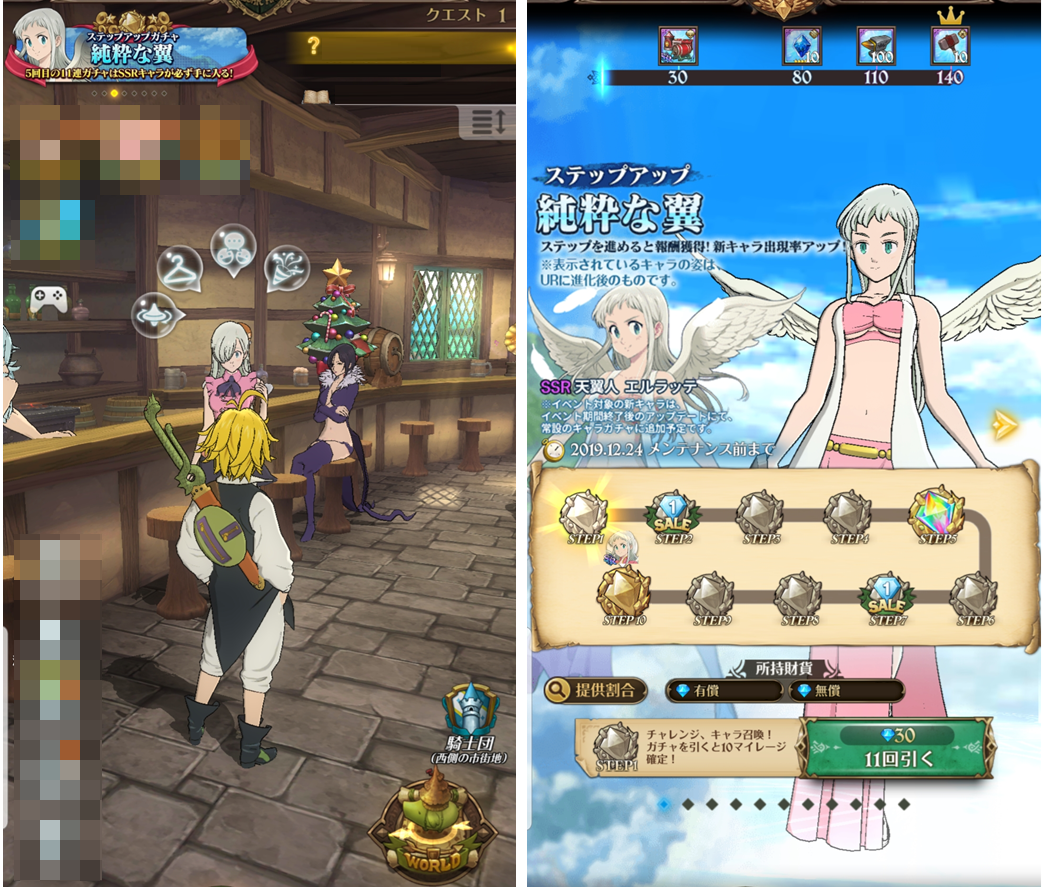 ステップアップガチャ
純粋な翼
5回目の11連ガチャはSSRキャラが必ず手に入る!
クエスト 1
?
騎士団
(西側の市街地)
WORLD
10
100
10
30
80
110
140
ステップアップ
純粋な翼
ステップを進めると報酬獲得! 新キャラ出現率アップ!
※表示されているキャラの姿は、
URに進化後のものです。
SSR 天翼人 エルラッテ
※イベント対象の新キャラは、
イベント期間終了後のアップデートにて、
常設のキャラガチャに追加予定です。
2019.12.24 メンテナンス前まで
1
SALE
STEP1
STEP2
STEP3
STEP4
STEP5
1
SALE
STEP10
STEP9
STEP8
STEP7
STEP6
所持財貨
提供割合
有償
無償
STEP1
チャレンジ、キャラ召喚！
ガチャを引くと10マイレージ
確定！
30
11回引く